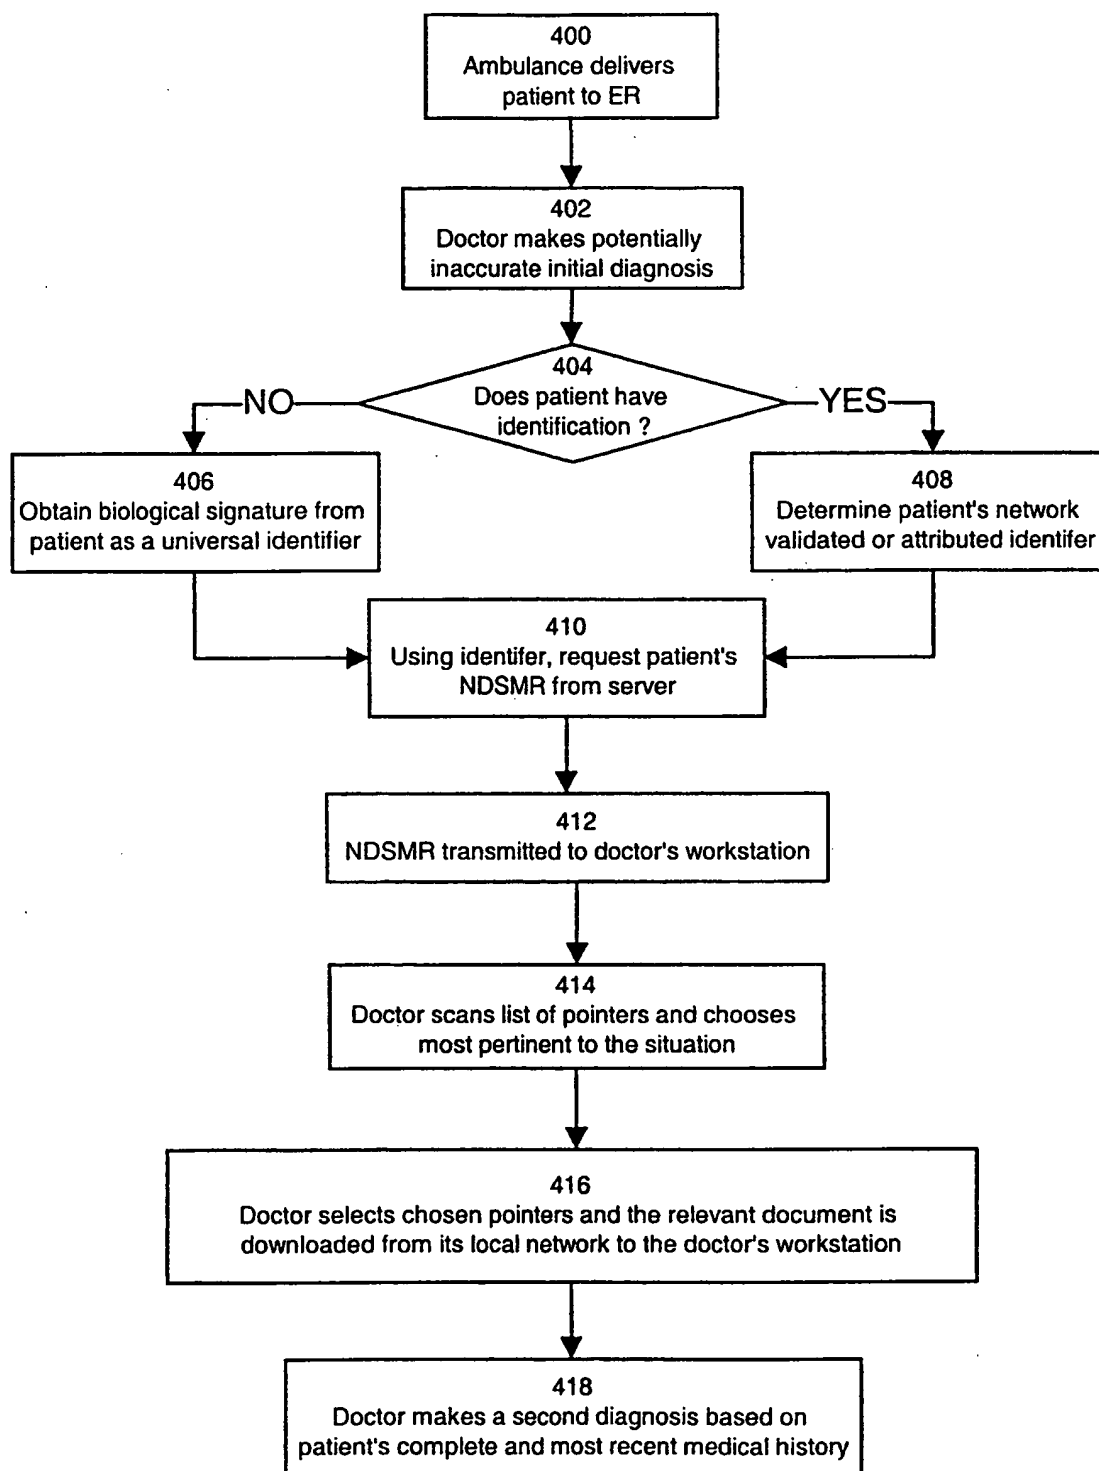 400
Ambulance delivers
patient to ER
402
Doctor makes potentially
inaccurate initial diagnosis
404
Does patient have
identification ?
NO
YES
406
Obtain biological signature from
patient as a universal identifier
408
Determine patient's network
validated or attributed identifer
410
Using identifer, request patient's
NDSMR from server
412
NDSMR transmitted to doctor's workstation
414
Doctor scans list of pointers and chooses
most pertinent to the situation
416
Doctor selects chosen pointers and the relevant document is
downloaded from its local network to the doctor's workstation
418
Doctor makes a second diagnosis based on
patient's complete and most recent medical history